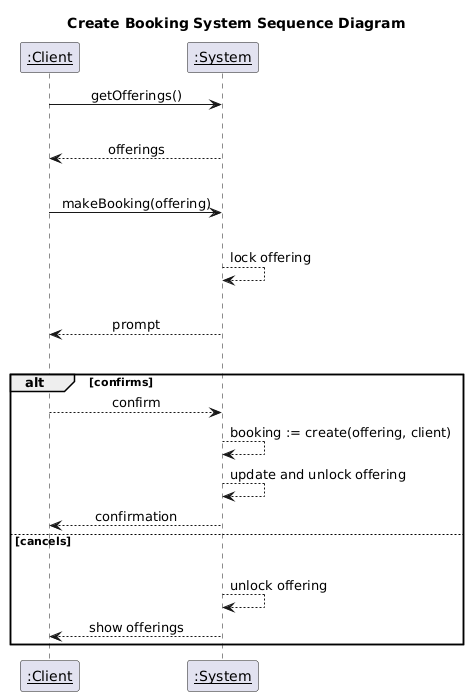 Create Booking System Sequence Diagram
:Client
:System
getOfferings()
offerings
makeBooking(offering)
lock offering
prompt
alt [confirms]
confirm
booking := create(offering, client)
update and unlock offering
confirmation
[cancels]
unlock offering
show offerings
:Client
:System